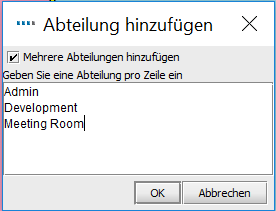 Abteilung hinzufügen
Mehrere Abteilungen hinzufügen
Geben Sie eine Abteilung pro Zeile ein
Admin
Development
Meeting Room
OK
Abbrechen